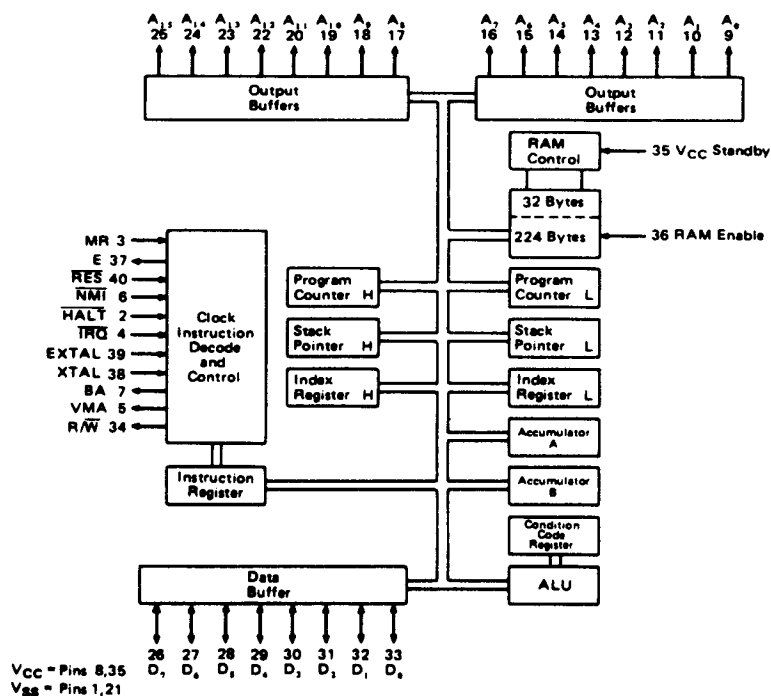 A₁₅ A₁₄ A₁₃ A₁₂ A₁₁ A₁₀ A₉ A₈
25 24 23 22 20 19 18 17
A₇ A₆ A₅ A₄ A₃ A₂ A₁ A₀
16 15 14 13 12 11 10 9
Output
Buffers
Output
Buffers
RAM
Control
35 VCC Standby
32 Bytes
224 Bytes
36 RAM Enable
MR 3
E 37
R̅E̅S̅ 40
N̅M̅I̅ 6
H̅A̅L̅T̅ 2
I̅R̅Q̅ 4
EXTAL 39
XTAL 38
BA 7
VMA 5
R/W̅ 34
Clock
Instruction
Decode
and
Control
Program
Counter H
Program
Counter L
Stack
Pointer H
Stack
Pointer L
Index
Register H
Index
Register L
Accumulator
A
Instruction
Register
Accumulator
B
Condition
Code
Register
ALU
Data
Buffer
26 27 28 29 30 31 32 33
D₇ D₆ D₅ D₄ D₃ D₂ D₁ D₀
VCC = Pins 8,35
VSS = Pins 1,21